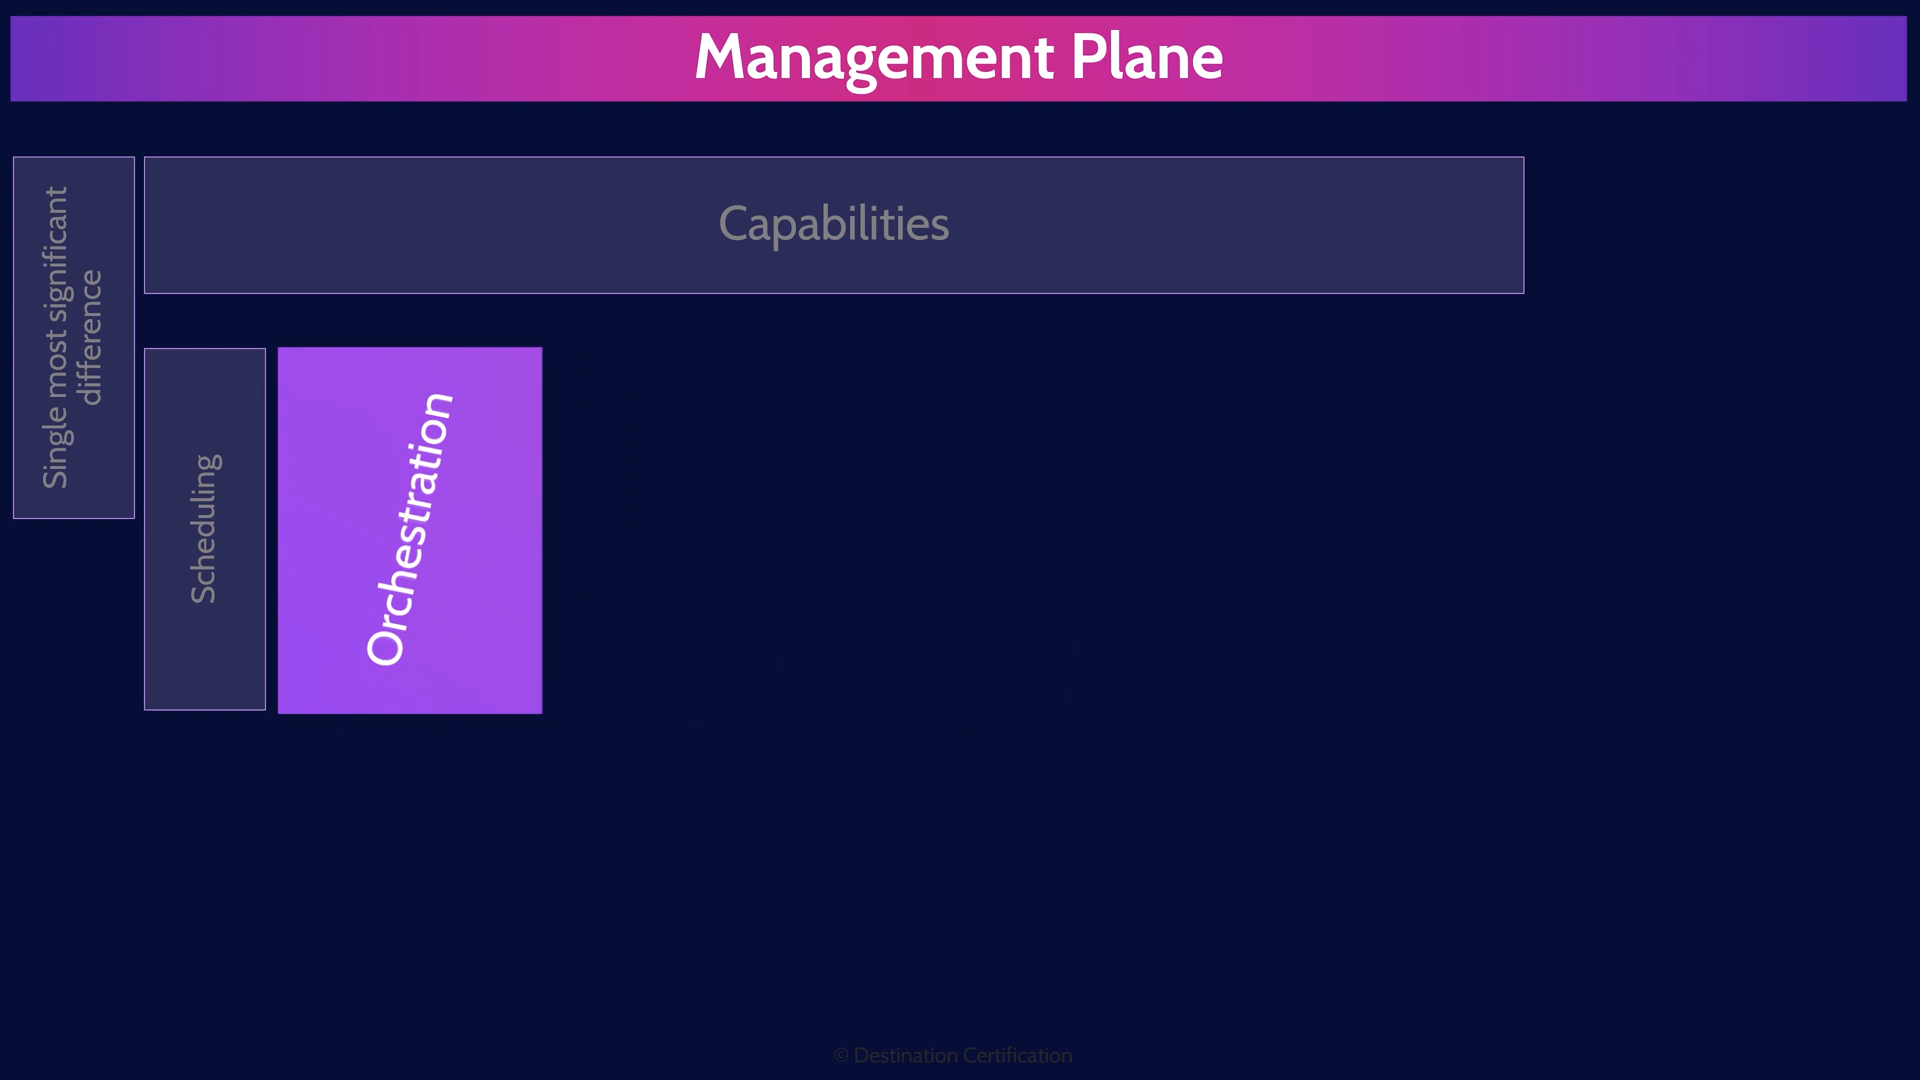 Management Plane
Single most significant
difference
Capabilities
Scheduling
Orchestration
© Destination Certification